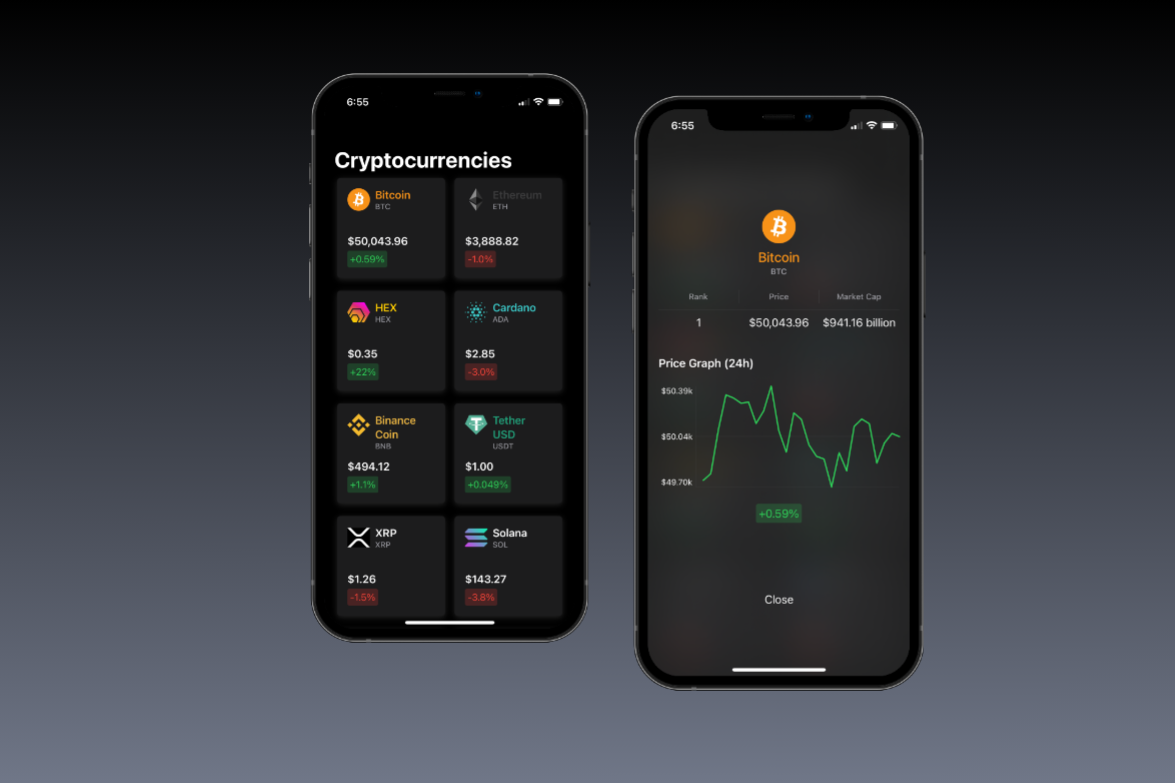 6:55
Cryptocurrencies
Bitcoin
BTC
$50,043.96
+0.59%
Ethereum
ETH
$3,888.82
-1.0%
HEX
HEX
$0.35
+22%
Cardano
ADA
$2.85
-3.0%
Binance
Coin
BNB
$494.12
+1.1%
Tether
USD
USDT
$1.00
+0.049%
XRP
XRP
$1.26
-1.5%
Solana
SOL
$143.27
-3.8%
6:55
Bitcoin
BTC
Rank Price Market Cap
1 $50,043.96 $941.16 billion
Price Graph (24h)
$50.39k
$50.04k
$49.70k
+0.59%
Close